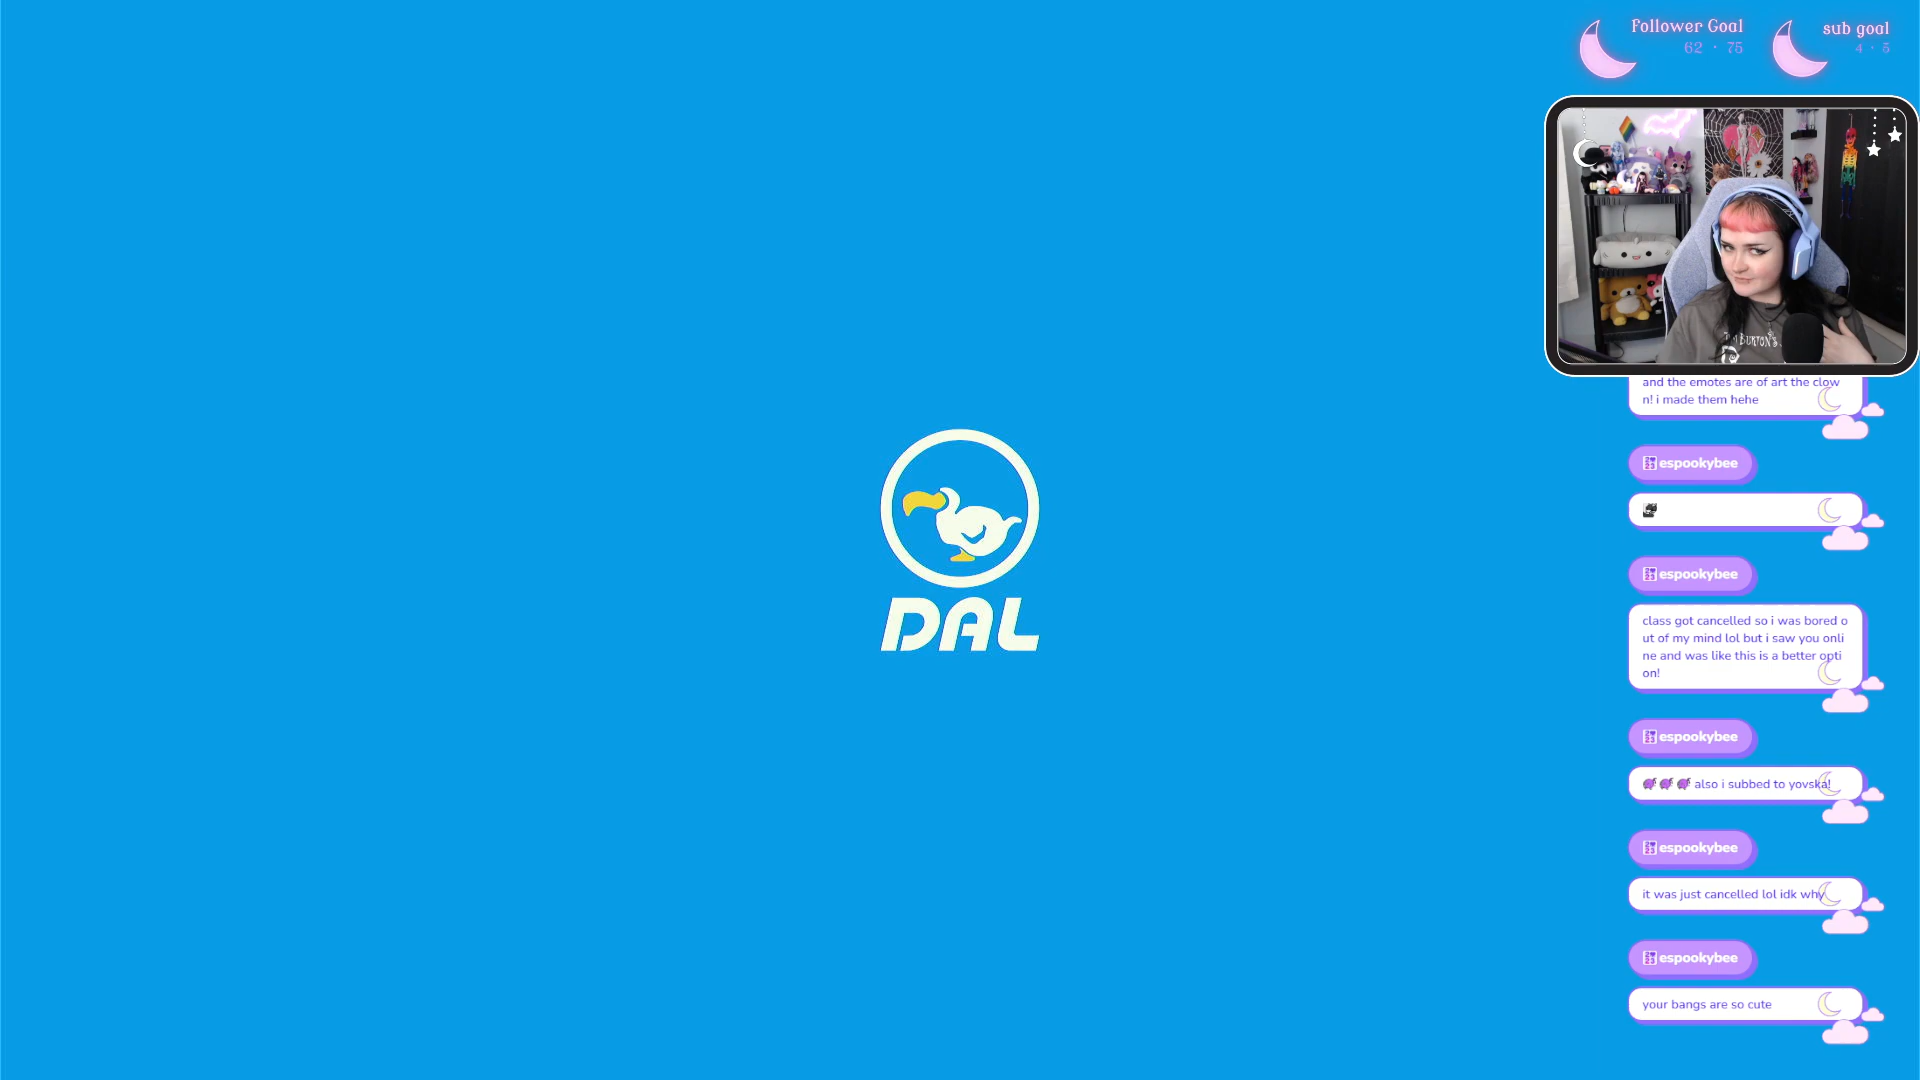 Follower Goal
62 · 75
sub goal
4 · 5
TIM BURTON'S
and the emotes are of art the clow
n! i made them hehe
espookybee
espookybee
class got cancelled so i was bored o
ut of my mind lol but i saw you onli
ne and was like this is a better opti
on!
espookybee
also i subbed to yovska!
espookybee
it was just cancelled lol idk why
espookybee
your bangs are so cute
DAL